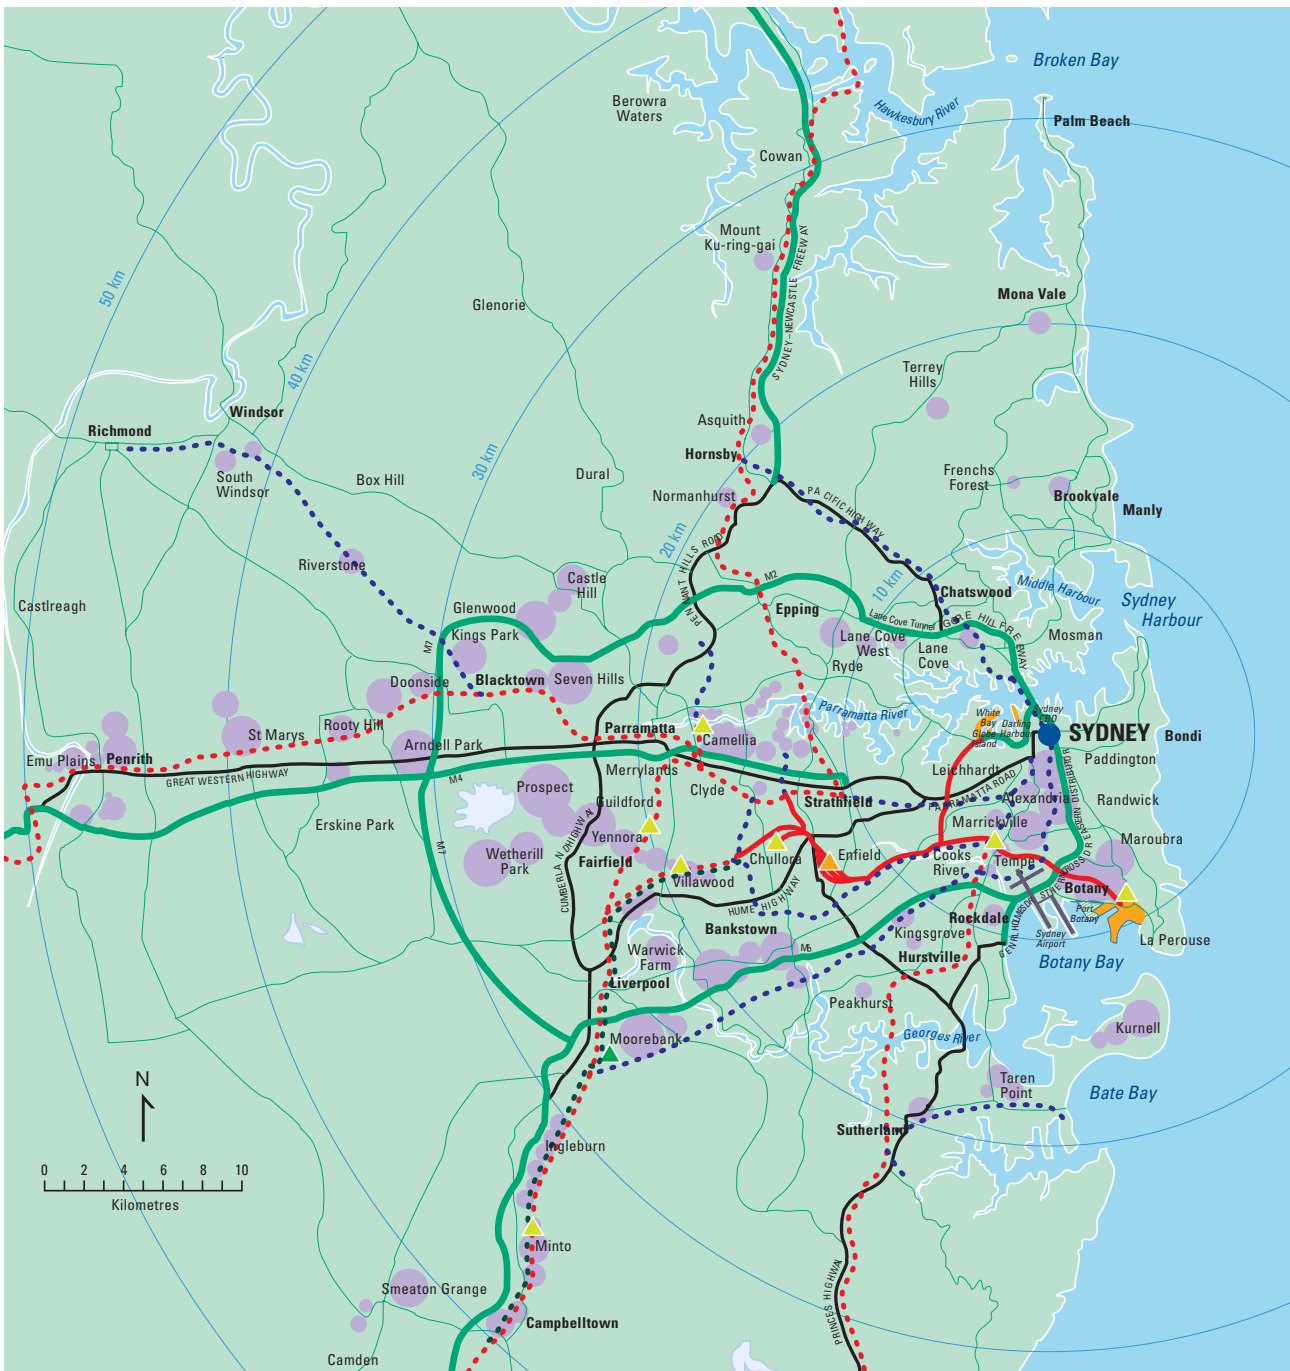 Broken Bay
Hawkesbury River
Berowra
Waters
Palm Beach
Cowan
Mount
Ku-ring-gai
SYDNEY–NEWCASTLE FREEWAY
50 km
Glenorie
Mona Vale
40 km
Terrey
Hills
Windsor
Richmond
Asquith
Hornsby
30 km
South
Windsor
Box Hill
Dural
Normanhurst
PACIFIC HIGHWAY
Frenchs
Forest
Brookvale
Manly
20 km
PENNANT HILLS ROAD
Riverstone
Castle
Hill
M2
10 km
Chatswood
Middle Harbour
Sydney
Harbour
Castlreagh
Glenwood
Kings Park
Epping
Lane Cove Tunnel
GORE HILL FREEWAY
Mosman
M7
Lane Cove
West
Lane
Cove
Ryde
Doonside
Blacktown
Seven Hills
Parramatta River
White
Bay
Glebe
Island
Darling
Harbour
Sydney
CBD
SYDNEY
Bondi
Rooty Hill
St Marys
Parramatta
Camellia
Arndell Park
Emu Plains
Penrith
GREAT WESTERN HIGHWAY
M4
Merrylands
Clyde
Leichhardt
Paddington
Prospect
Guildford
Strathfield
PARRAMATTA ROAD
Alexandria
EASTERN DISTRIBUTOR
Randwick
Erskine Park
Yennora
Marrickville
Maroubra
M7
Wetherill
Park
CUMBERLAND HIGHWAY
Fairfield
Chullora
Enfield
Cooks
River
Tempe
Villawood
HUME HIGHWAY
Botany
Port
Botany
Rockdale
Bankstown
Kingsgrove
Sydney
Airport
La Perouse
M5
Warwick
Farm
Hurstville
Botany Bay
Liverpool
Peakhurst
Georges River
Kurnell
Moorebank
Taren
Point
Bate Bay
N
Sutherland
Ingleburn
0 2 4 6 8 10
Kilometres
Minto
Smeaton Grange
PRINCES HIGHWAY
Campbelltown
Camden